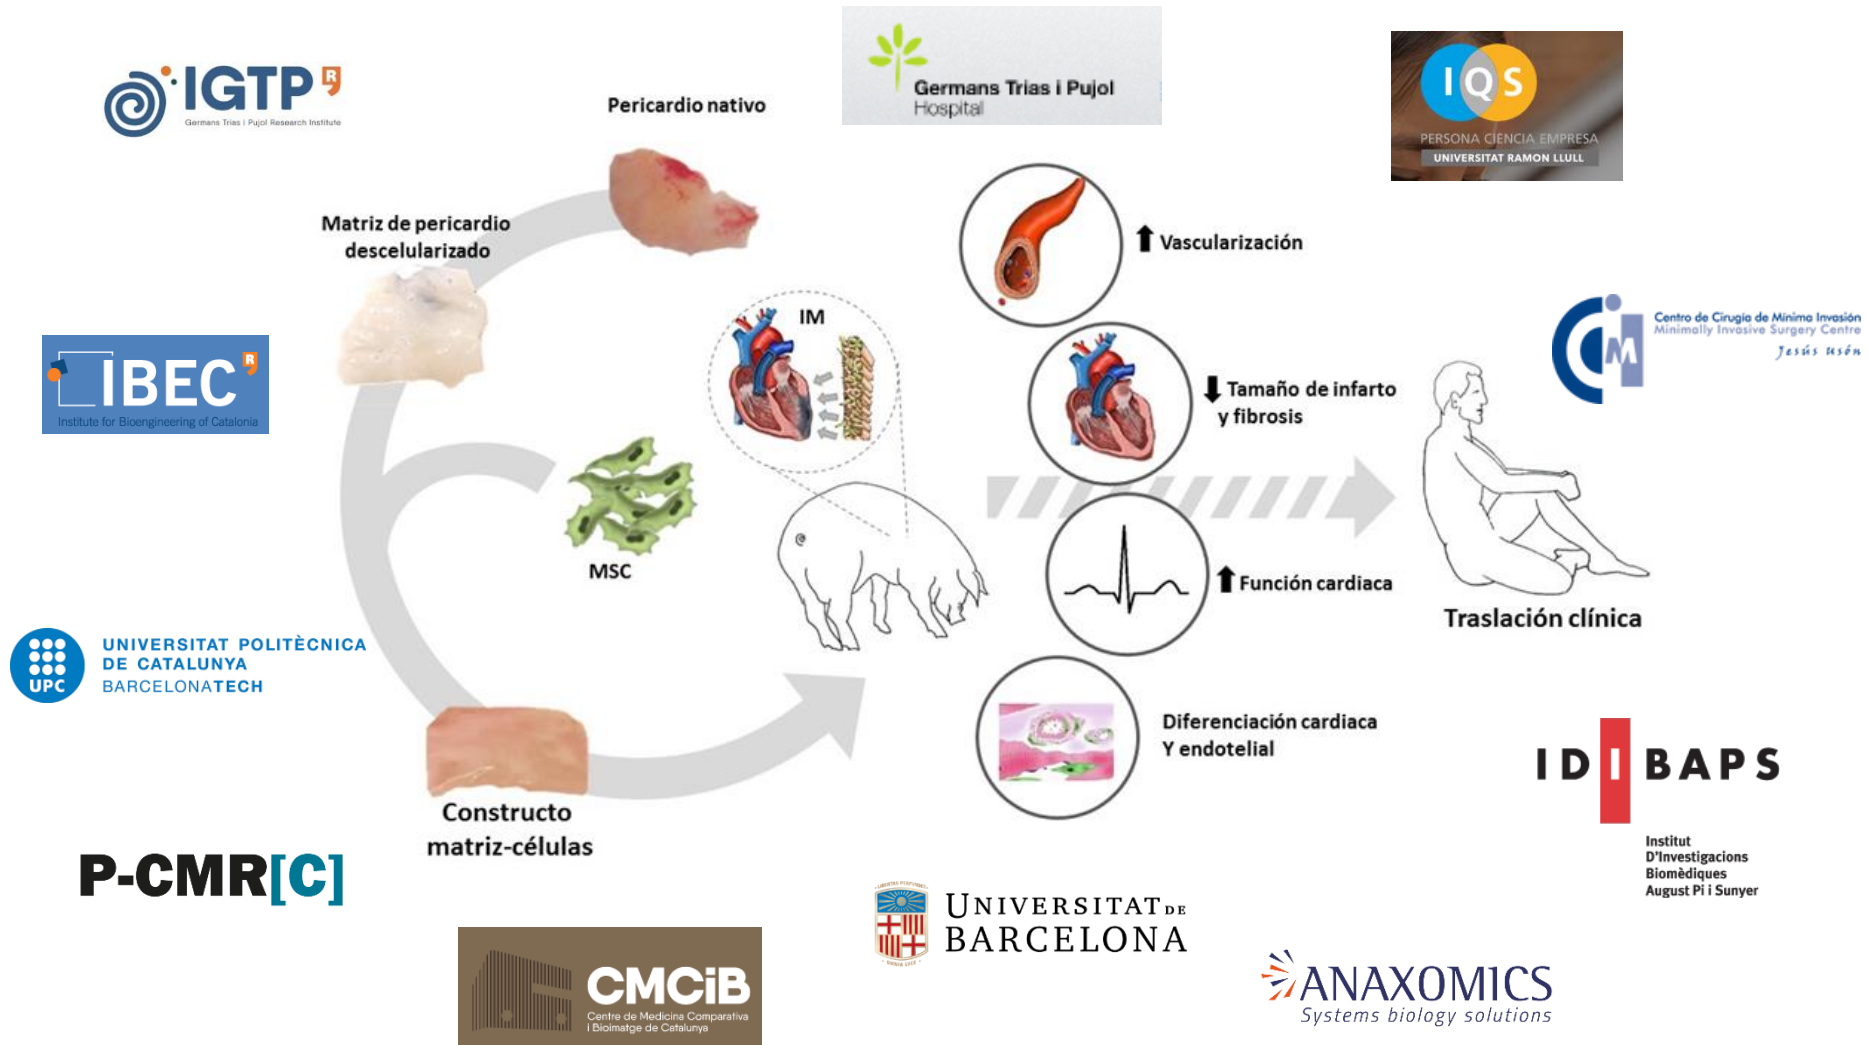 IGTP R
Germans Trias i Pujol Research Institute
Pericardio nativo
Germans Trias i Pujol
Hospital
IQS
PERSONA CIENCIA EMPRESA
UNIVERSITAT RAMON LLULL
Matriz de pericardio
descelularizado
Vascularización
IM
IBEC R
Institute for Bioengineering of Catalonia
Tamaño de infarto
y fibrosis
CCMI
Centro de Cirugía de Mínima Invasión
Minimally Invasive Surgery Centre
Jesús Usón
MSC
Función cardiaca
Traslación clínica
UPC
UNIVERSITAT POLITÈCNICA
DE CATALUNYA
BARCELONATECH
Diferenciación cardiaca
Y endotelial
Constructo
matriz-células
IDIBAPS
Institut
D'Investigacions
Biomèdiques
August Pi i Sunyer
P-CMR[C]
UNIVERSITAT DE
BARCELONA
CMCiB
Centre de Medicina Comparativa
i Bioimatge de Catalunya
ANAXOMICS
Systems biology solutions